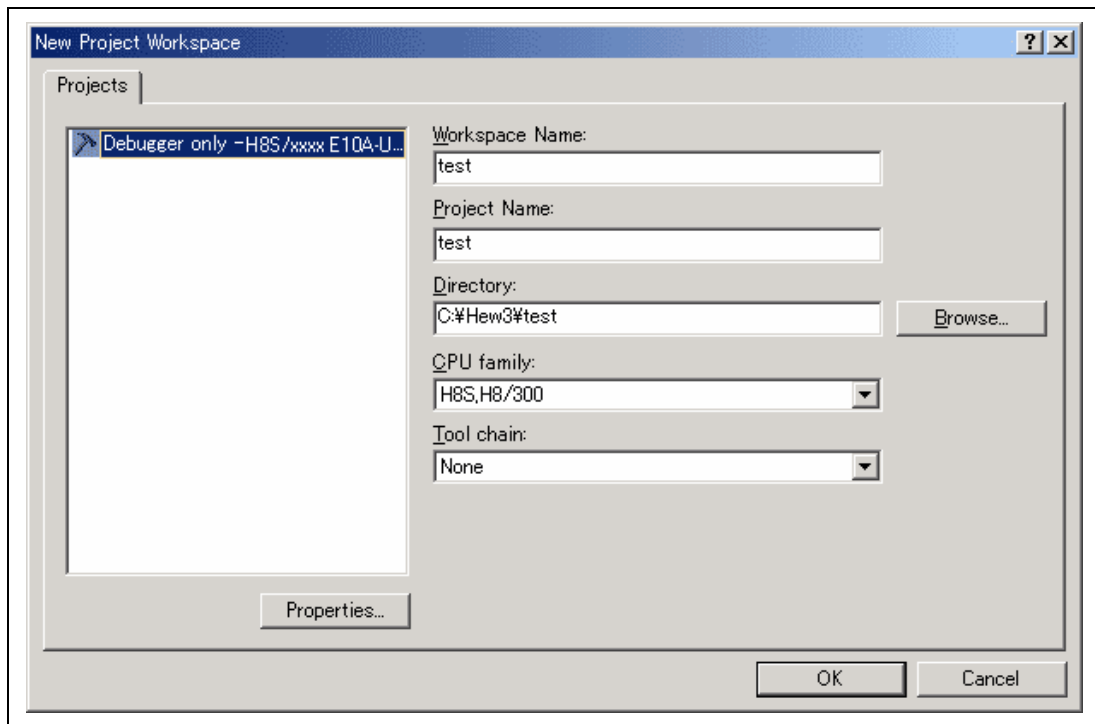 New Project Workspace
Projects
Debugger only -H8S/xxxx E10A-U...
Workspace Name:
test
Project Name:
test
Directory:
C:¥Hew3¥test
Browse...
CPU family:
H8S,H8/300
Tool chain:
None
Properties...
OK
Cancel